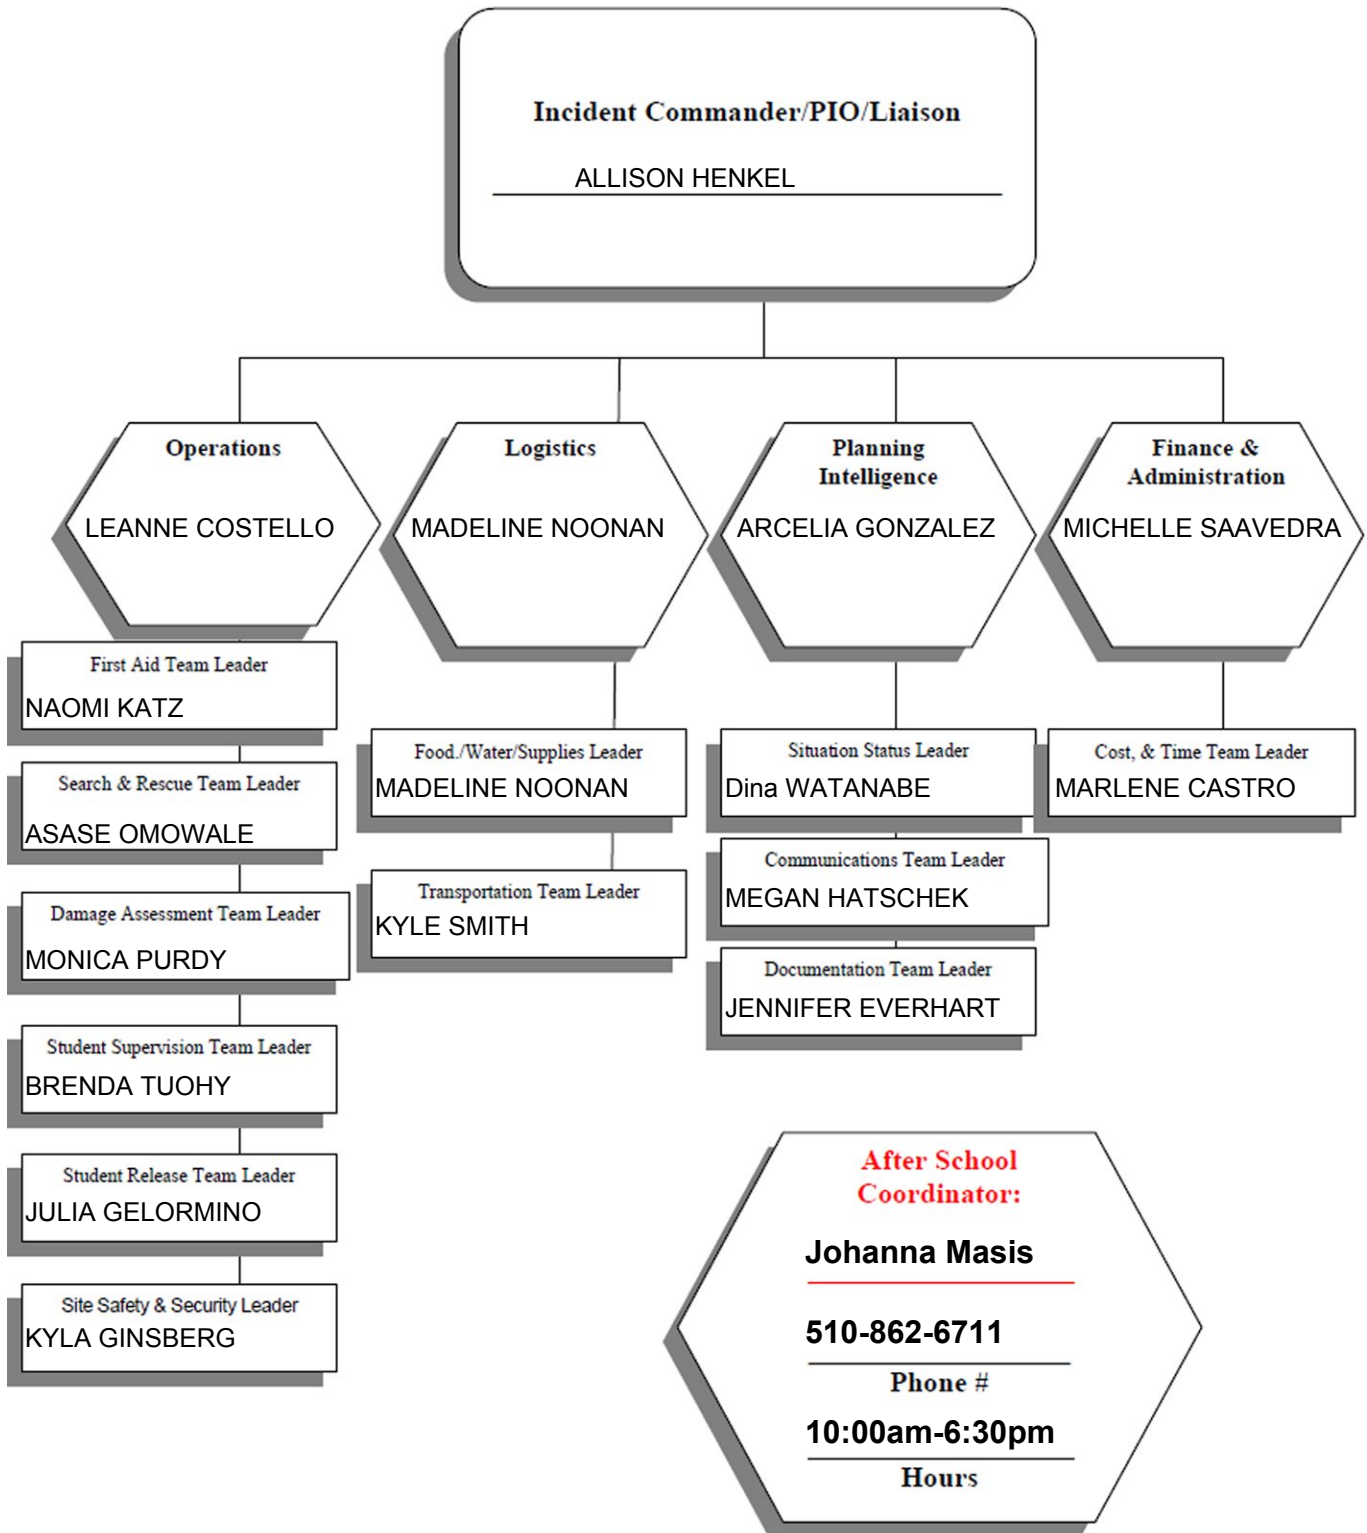 Incident Commander/PIO/Liaison
ALLISON HENKEL
Operations
LEANNE COSTELLO
Logistics
MADELINE NOONAN
Planning
Intelligence
ARCELIA GONZALEZ
Finance &
Administration
MICHELLE SAAVEDRA
First Aid Team Leader
NAOMI KATZ
Search & Rescue Team Leader
ASASE OMOWALE
Damage Assessment Team Leader
MONICA PURDY
Student Supervision Team Leader
BRENDA TUOHY
Student Release Team Leader
JULIA GELORMINO
Site Safety & Security Leader
KYLA GINSBERG
Food./Water/Supplies Leader
MADELINE NOONAN
Transportation Team Leader
KYLE SMITH
Situation Status Leader
Dina WATANABE
Communications Team Leader
MEGAN HATSCHEK
Documentation Team Leader
JENNIFER EVERHART
Cost, & Time Team Leader
MARLENE CASTRO
After School
Coordinator:
Johanna Masis
510-862-6711
Phone #
10:00am-6:30pm
Hours